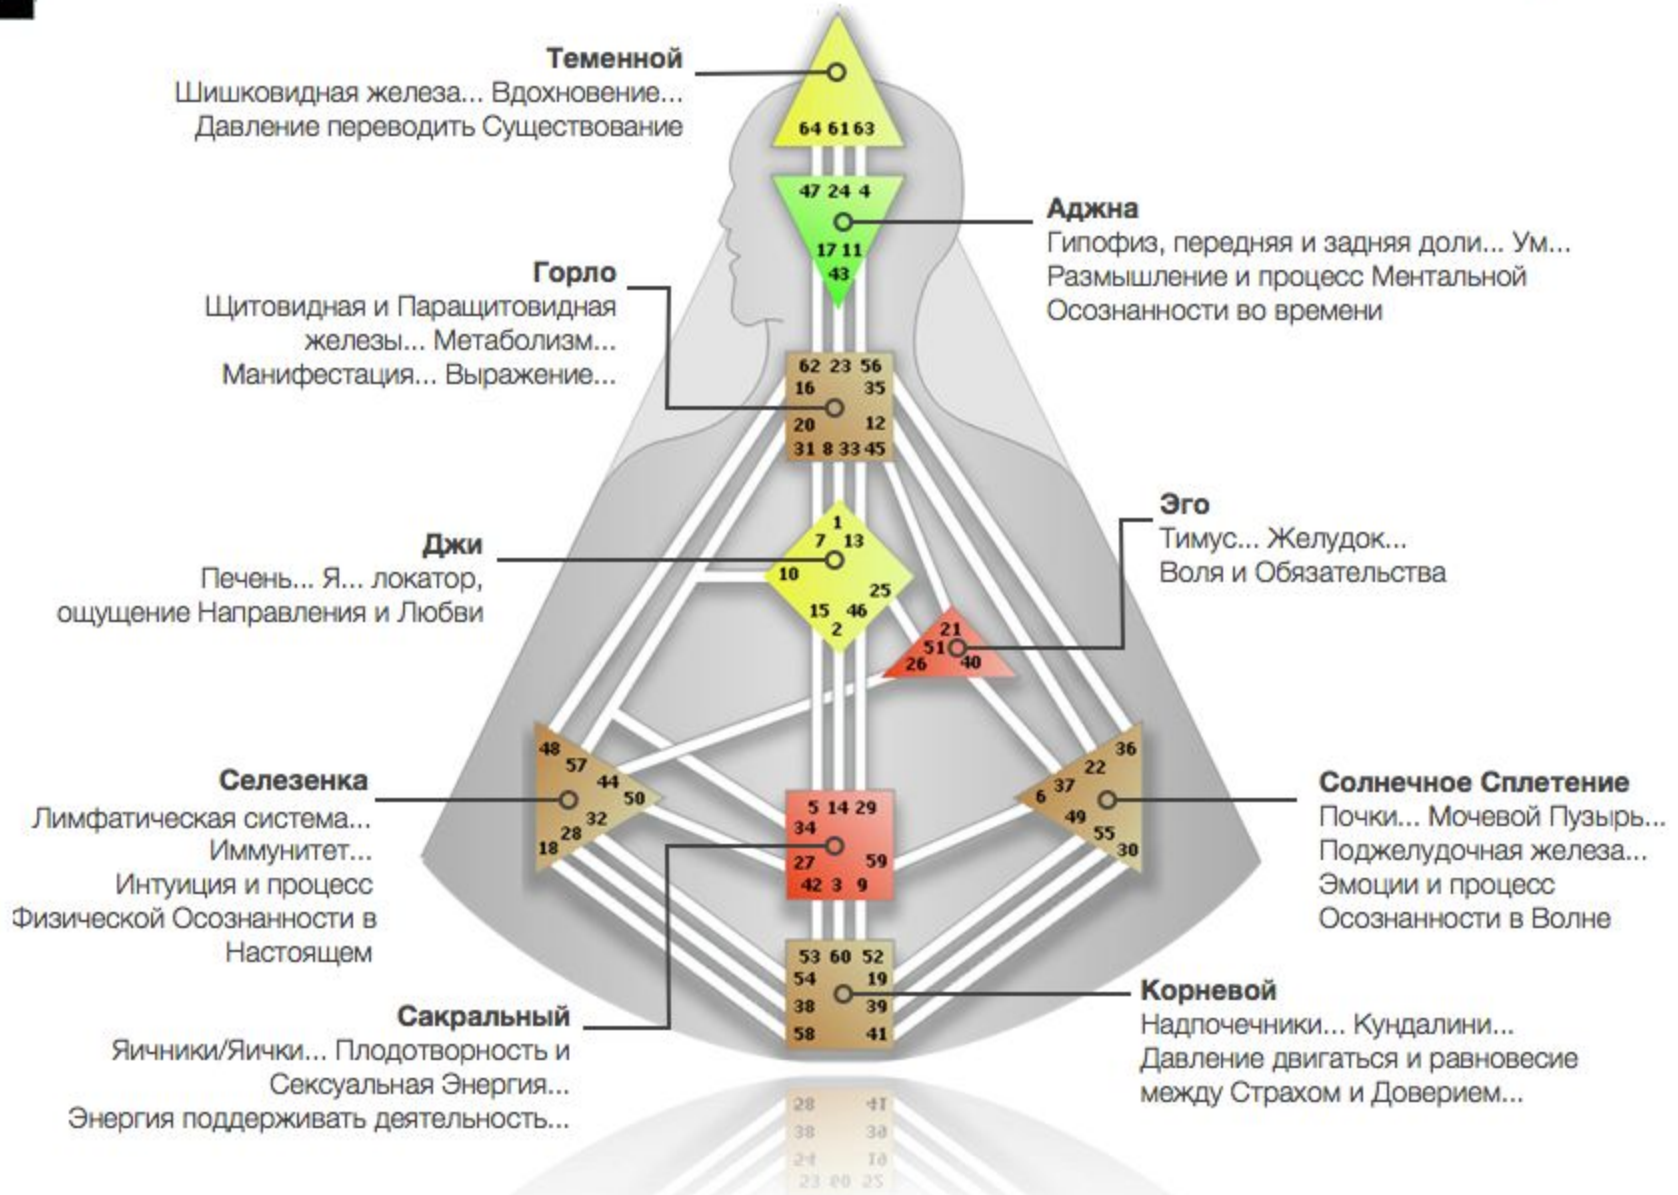 Теменной
Шишковидная железа... Вдохновение...
Давление переводить Существование
64 61 63
47 24 4
17 11
43
Аджна
Гипофиз, передняя и задняя доли... Ум...
Размышление и процесс Ментальной
Осознанности во времени
Горло
Щитовидная и Паращитовидная
железы... Метаболизм...
Манифестация... Выражение...
62 23 56
16 35
20 12
31 8 33 45
Эго
Тимус... Желудок...
Воля и Обязательства
Джи
Печень... Я... локатор,
ощущение Направления и Любви
1
7 13
10
25
15 46
2
21
51
26 40
Селезенка
Лимфатическая система...
Иммунитет...
Интуиция и процесс
Физической Осознанности в
Настоящем
48
57
44
50
32
28
18
5 14 29
34
27 59
42 3 9
36
22
37
6
49
55
30
Солнечное Сплетение
Почки... Мочевой Пузырь...
Поджелудочная железа...
Эмоции и процесс
Осознанности в Волне
Сакральный
Яичники/Яички... Плодотворность и
Сексуальная Энергия...
Энергия поддерживать деятельность...
53 60 52
54 19
38 39
58 41
Корневой
Надпочечники... Кундалини...
Давление двигаться и равновесие
между Страхом и Доверием...